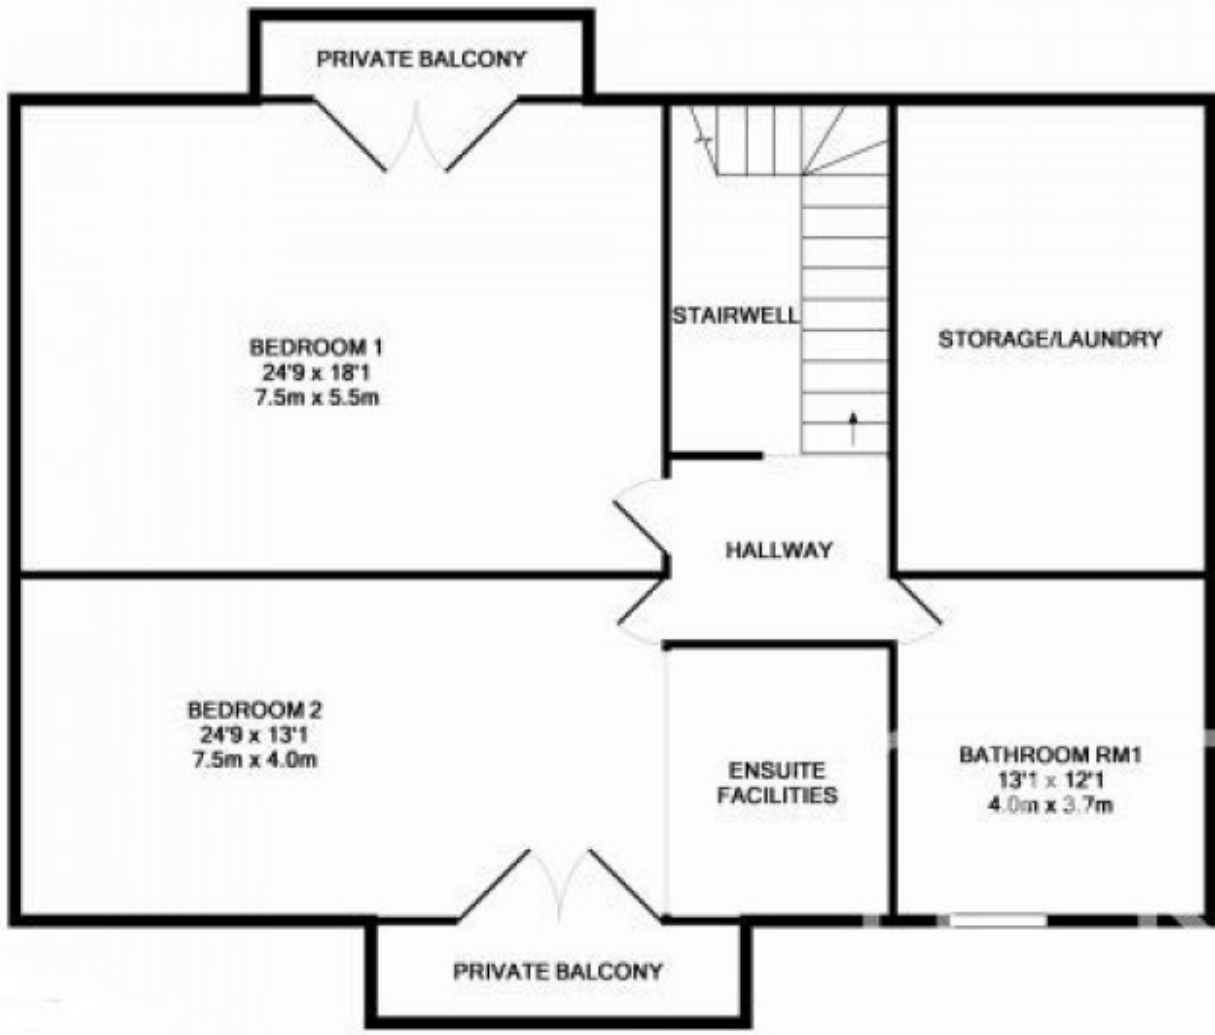 PRIVATE BALCONY
BEDROOM 1
24'9 x 18'1
7.5m x 5.5m
STAIRWELL
STORAGE/LAUNDRY
HALLWAY
BEDROOM 2
24'9 x 13'1
7.5m x 4.0m
ENSUITE
FACILITIES
BATHROOM RM1
13'1 x 12'1
4.0m x 3.7m
PRIVATE BALCONY